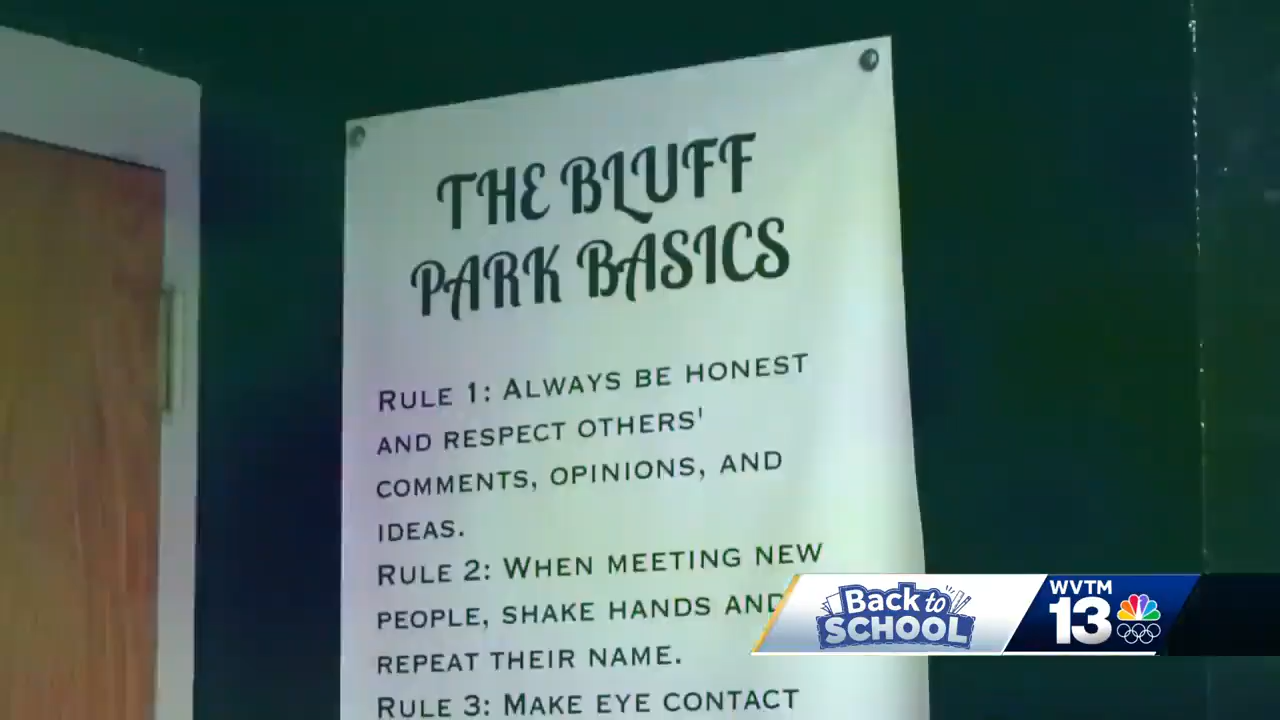 THE BLUFF
PARK BASICS
RULE 1: ALWAYS BE HONEST
AND RESPECT OTHERS'
COMMENTS, OPINIONS, AND
IDEAS.
RULE 2: WHEN MEETING NEW
PEOPLE, SHAKE HANDS AND
REPEAT THEIR NAME.
RULE 3: MAKE EYE CONTACT
Back to
SCHOOL
WVTM
13